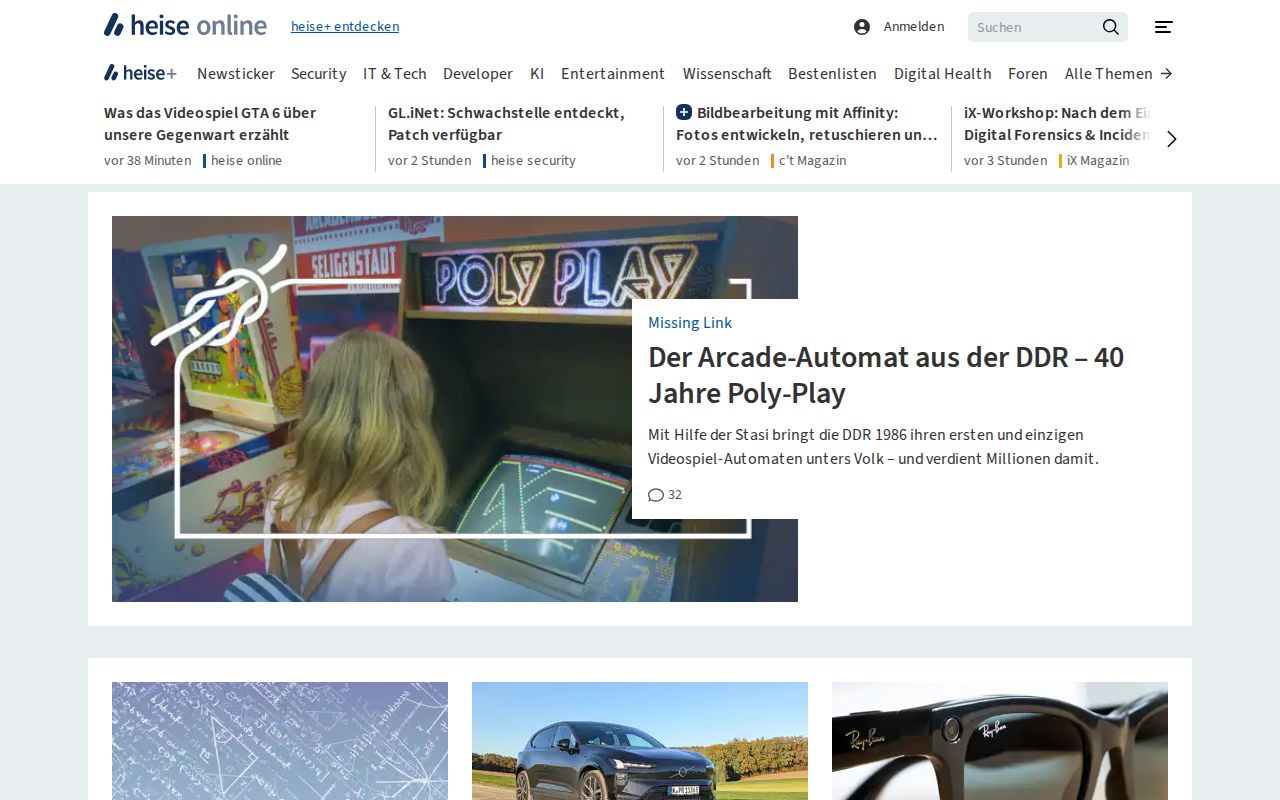 heise online
heise+ entdecken
Anmelden
Suchen
heise+
Newsticker
Security
IT & Tech
Developer
KI
Entertainment
Wissenschaft
Bestenlisten
Digital Health
Foren
Alle Themen
Was das Videospiel GTA 6 über
unsere Gegenwart erzählt
vor 38 Minuten
heise online
GL.iNet: Schwachstelle entdeckt,
Patch verfügbar
vor 2 Stunden
heise security
Bildbearbeitung mit Affinity:
Fotos entwickeln, retuschieren un…
vor 2 Stunden
c't Magazin
iX-Workshop: Nach dem Ei
Digital Forensics & Inciden
vor 3 Stunden
iX Magazin
SELIGENSTADT
POLY PLAY
Missing Link
Der Arcade-Automat aus der DDR – 40
Jahre Poly-Play
Mit Hilfe der Stasi bringt die DDR 1986 ihren ersten und einzigen
Videospiel-Automaten unters Volk – und verdient Millionen damit.
32
Ray-Ban
Ray-Ban